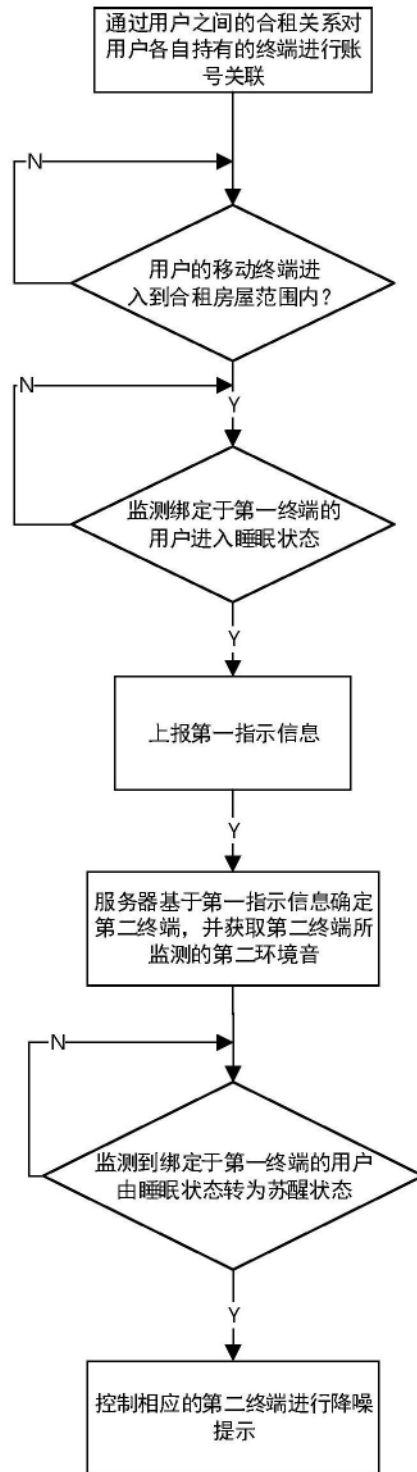 通过用户之间的合租关系对
用户各自持有的终端进行账
号关联
N
用户的移动终端进
入到合租房屋范围内?
N
Y
监测绑定于第一终端的
用户进入睡眠状态
Y
上报第一指示信息
Y
服务器基于第一指示信息确定
第二终端，并获取第二终端所
监测的第二环境音
N
监测到绑定于第一终端的用户
由睡眠状态转为苏醒状态
Y
控制相应的第二终端进行降噪
提示